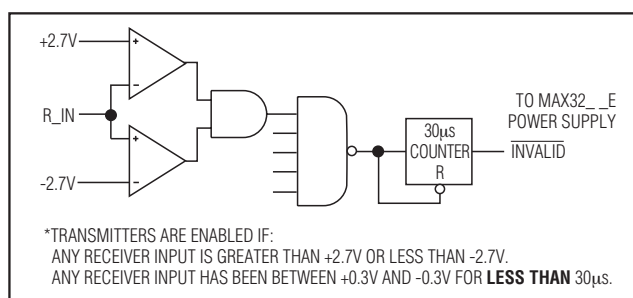 +2.7V
+
-
R_IN
+
-
-2.7V
30μs
COUNTER
R
TO MAX32_ _E
POWER SUPPLY
INVALID
*TRANSMITTERS ARE ENABLED IF:
ANY RECEIVER INPUT IS GREATER THAN +2.7V OR LESS THAN -2.7V.
ANY RECEIVER INPUT HAS BEEN BETWEEN +0.3V AND -0.3V FOR LESS THAN 30μs.